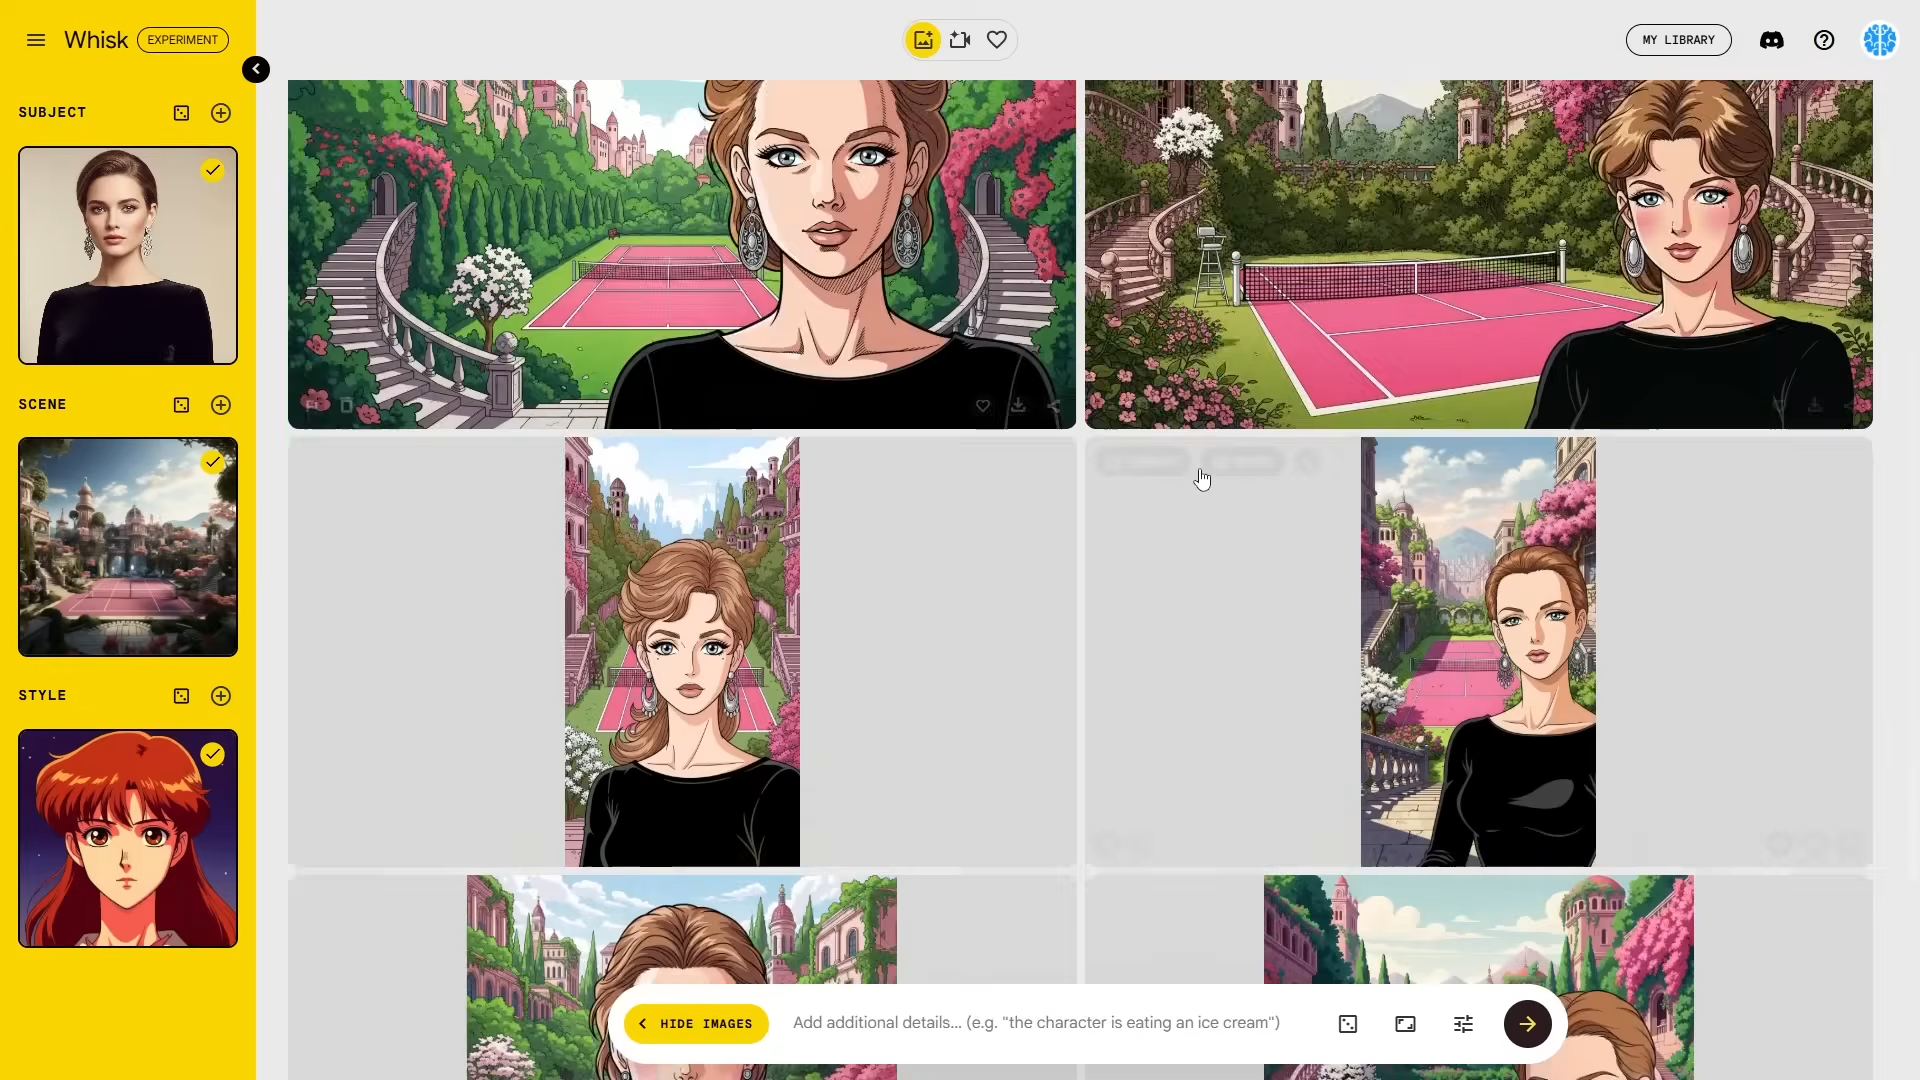 Whisk EXPERIMENT
MY LIBRARY
SUBJECT
SCENE
STYLE
HIDE IMAGES
Add additional details... (e.g. "the character is eating an ice cream")